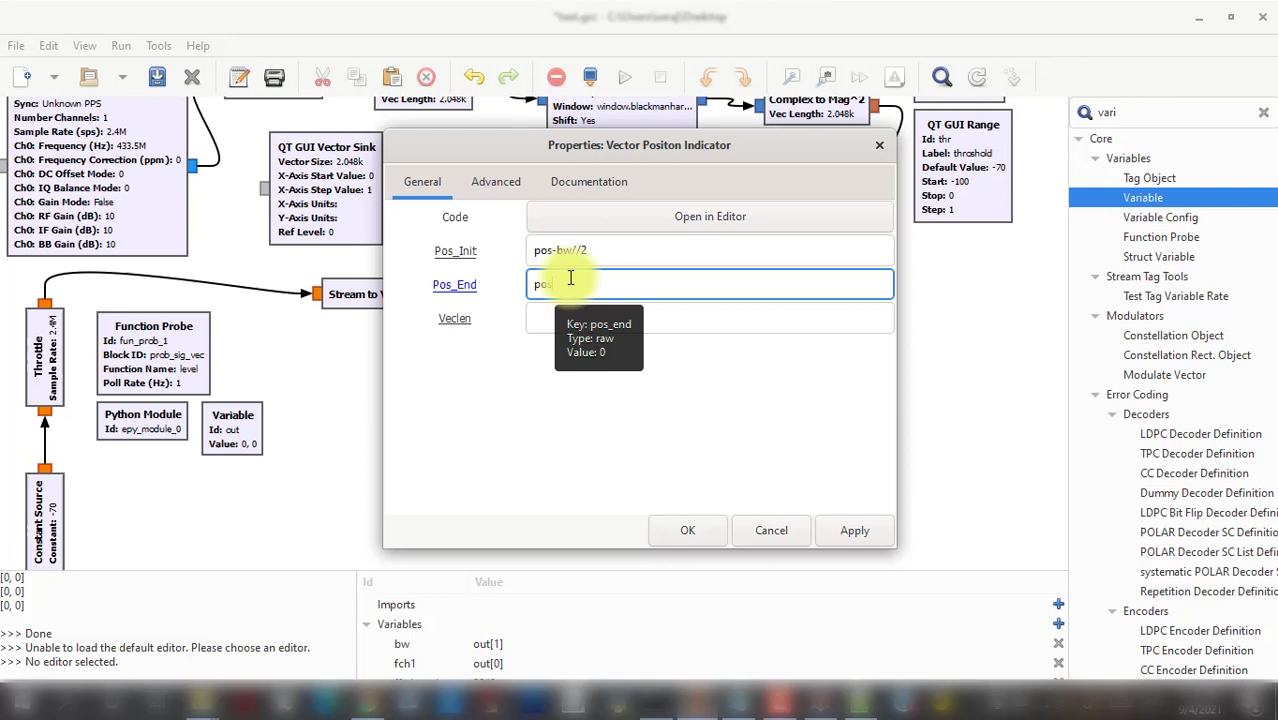 File Edit View Run Tools Help
Sync: Unknown PPS
Number Channels: 1
Sample Rate (sps): 2.4M
Ch0: Frequency (Hz): 433.5M
Ch0: Frequency Correction (ppm): 0
Ch0: DC Offset Mode: 0
Ch0: IQ Balance Mode: 0
Ch0: Gain Mode: False
Ch0: RF Gain (dB): 10
Ch0: IF Gain (dB): 10
Ch0: BB Gain (dB): 10
QT GUI Vector Sink
Vector Size: 2.048k
X-Axis Start Value: 0
X-Axis Step Value: 1
X-Axis Units:
Y-Axis Units:
Ref Level: 0
Vec Length: 2.048k
Window: window.blackmanhar...
Shift: Yes
Complex to Mag^2
Vec Length: 2.048k
QT GUI Range
Id: thr
Label: threshold
Default Value: -70
Start: -100
Stop: 0
Step: 1
Properties: Vector Positon Indicator
General Advanced Documentation
Code Open in Editor
Pos_Init pos-bw//2
Pos_End pos
Veclen
Key: pos_end
Type: raw
Value: 0
OK Cancel Apply
Stream to V
Throttle
Sample Rate: 2.4M
Function Probe
Id: fun_prob_1
Block ID: prob_sig_vec
Function Name: level
Poll Rate (Hz): 1
Python Module
Id: epy_module_0
Variable
Id: out
Value: 0, 0
Constant Source
Constant: -70
[0, 0]
[0, 0]
[0, 0]
>>> Done
>>> Unable to load the default editor. Please choose an editor.
>>> No editor selected.
Id Value
Imports
Variables
bw out[1]
fch1 out[0]
vari
Core
Variables
Tag Object
Variable
Variable Config
Function Probe
Struct Variable
Stream Tag Tools
Test Tag Variable Rate
Modulators
Constellation Object
Constellation Rect. Object
Modulate Vector
Error Coding
Decoders
LDPC Decoder Definition
TPC Decoder Definition
CC Decoder Definition
Dummy Decoder Definition
LDPC Bit Flip Decoder Defin
POLAR Decoder SC Definitio
POLAR Decoder SC List Defi
systematic POLAR Decoder S
Repetition Decoder Definitio
Encoders
LDPC Encoder Definition
TPC Encoder Definition
CC Encoder Definition
9/4/2021